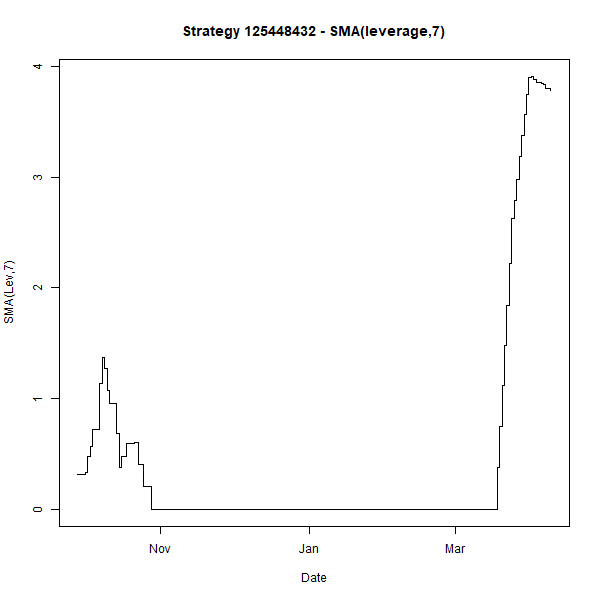 Strategy 125448432 - SMA(leverage,7)
4
3
2
1
0
SMA(Lev,7)
Nov
Jan
Mar
Date